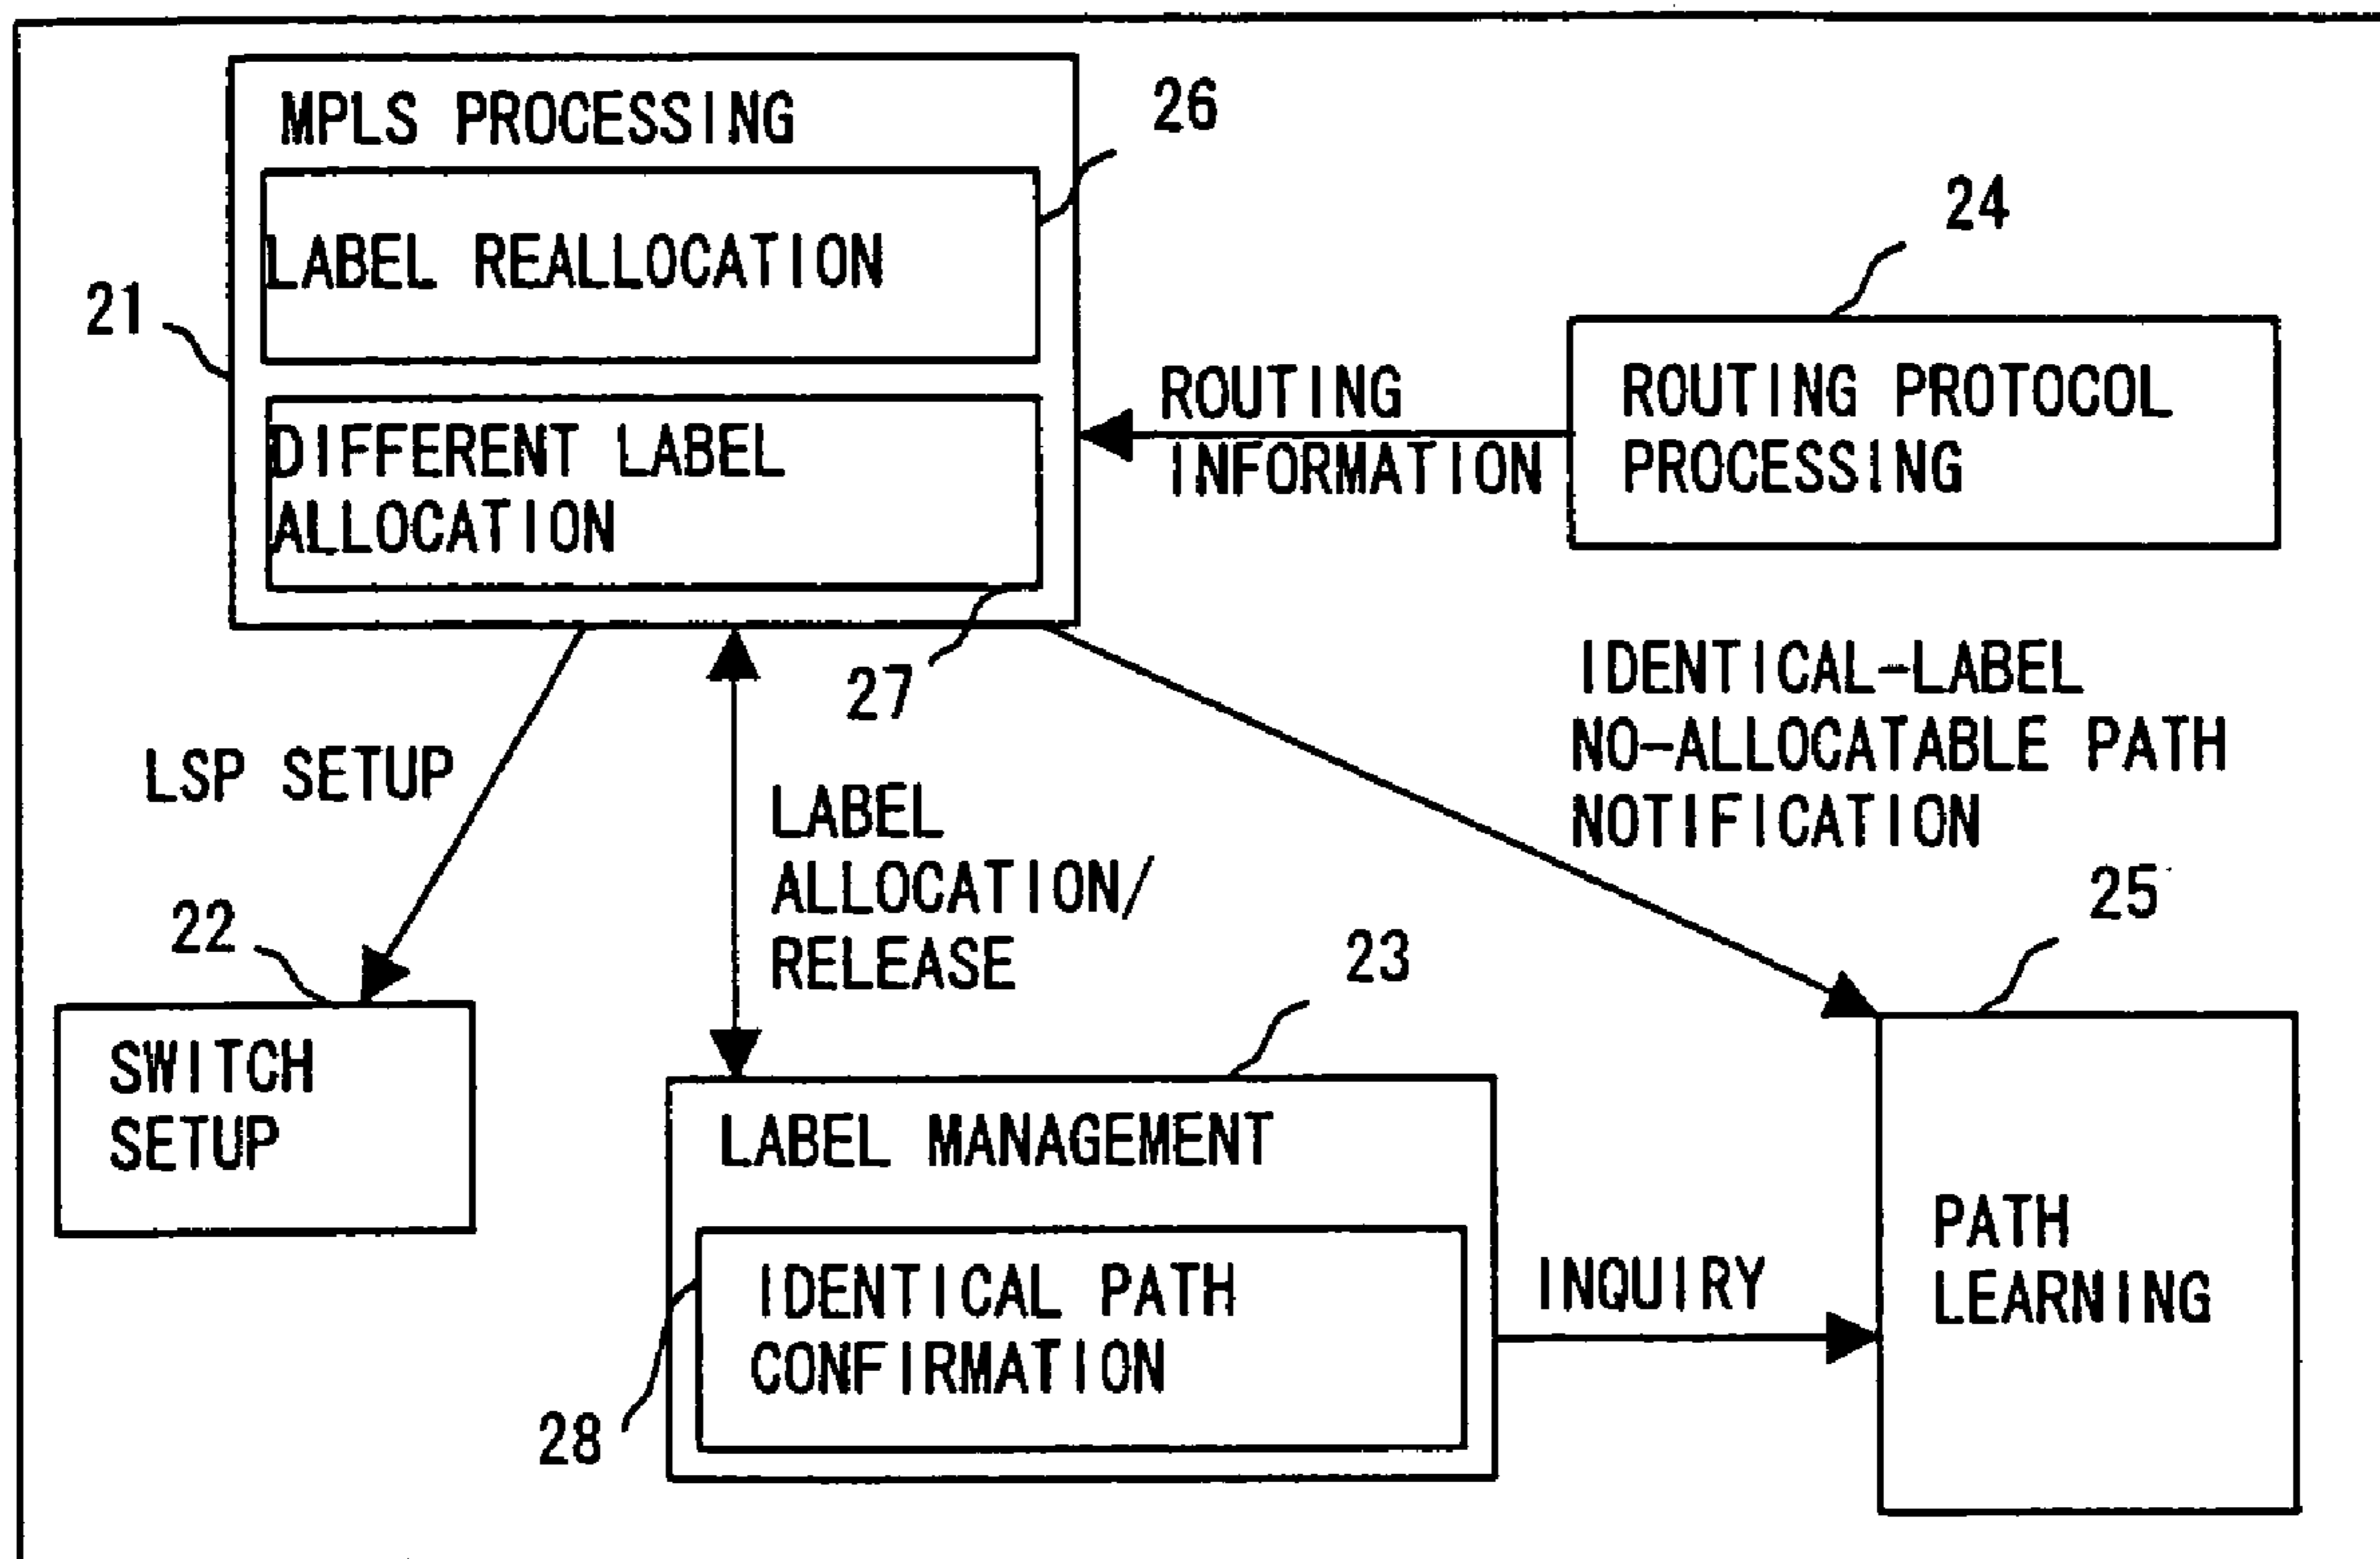 MPLS PROCESSING
26
LABEL REALLOCATION
24
21
ROUTING
INFORMATION
ROUTING PROTOCOL
PROCESSING
DIFFERENT LABEL
ALLOCATION
27
IDENTICAL-LABEL
NO-ALLOCATABLE PATH
NOTIFICATION
LSP SETUP
LABEL
ALLOCATION/
RELEASE
25
22
23
SWITCH
SETUP
LABEL MANAGEMENT
PATH
LEARNING
INQUIRY
IDENTICAL PATH
CONFIRMATION
28